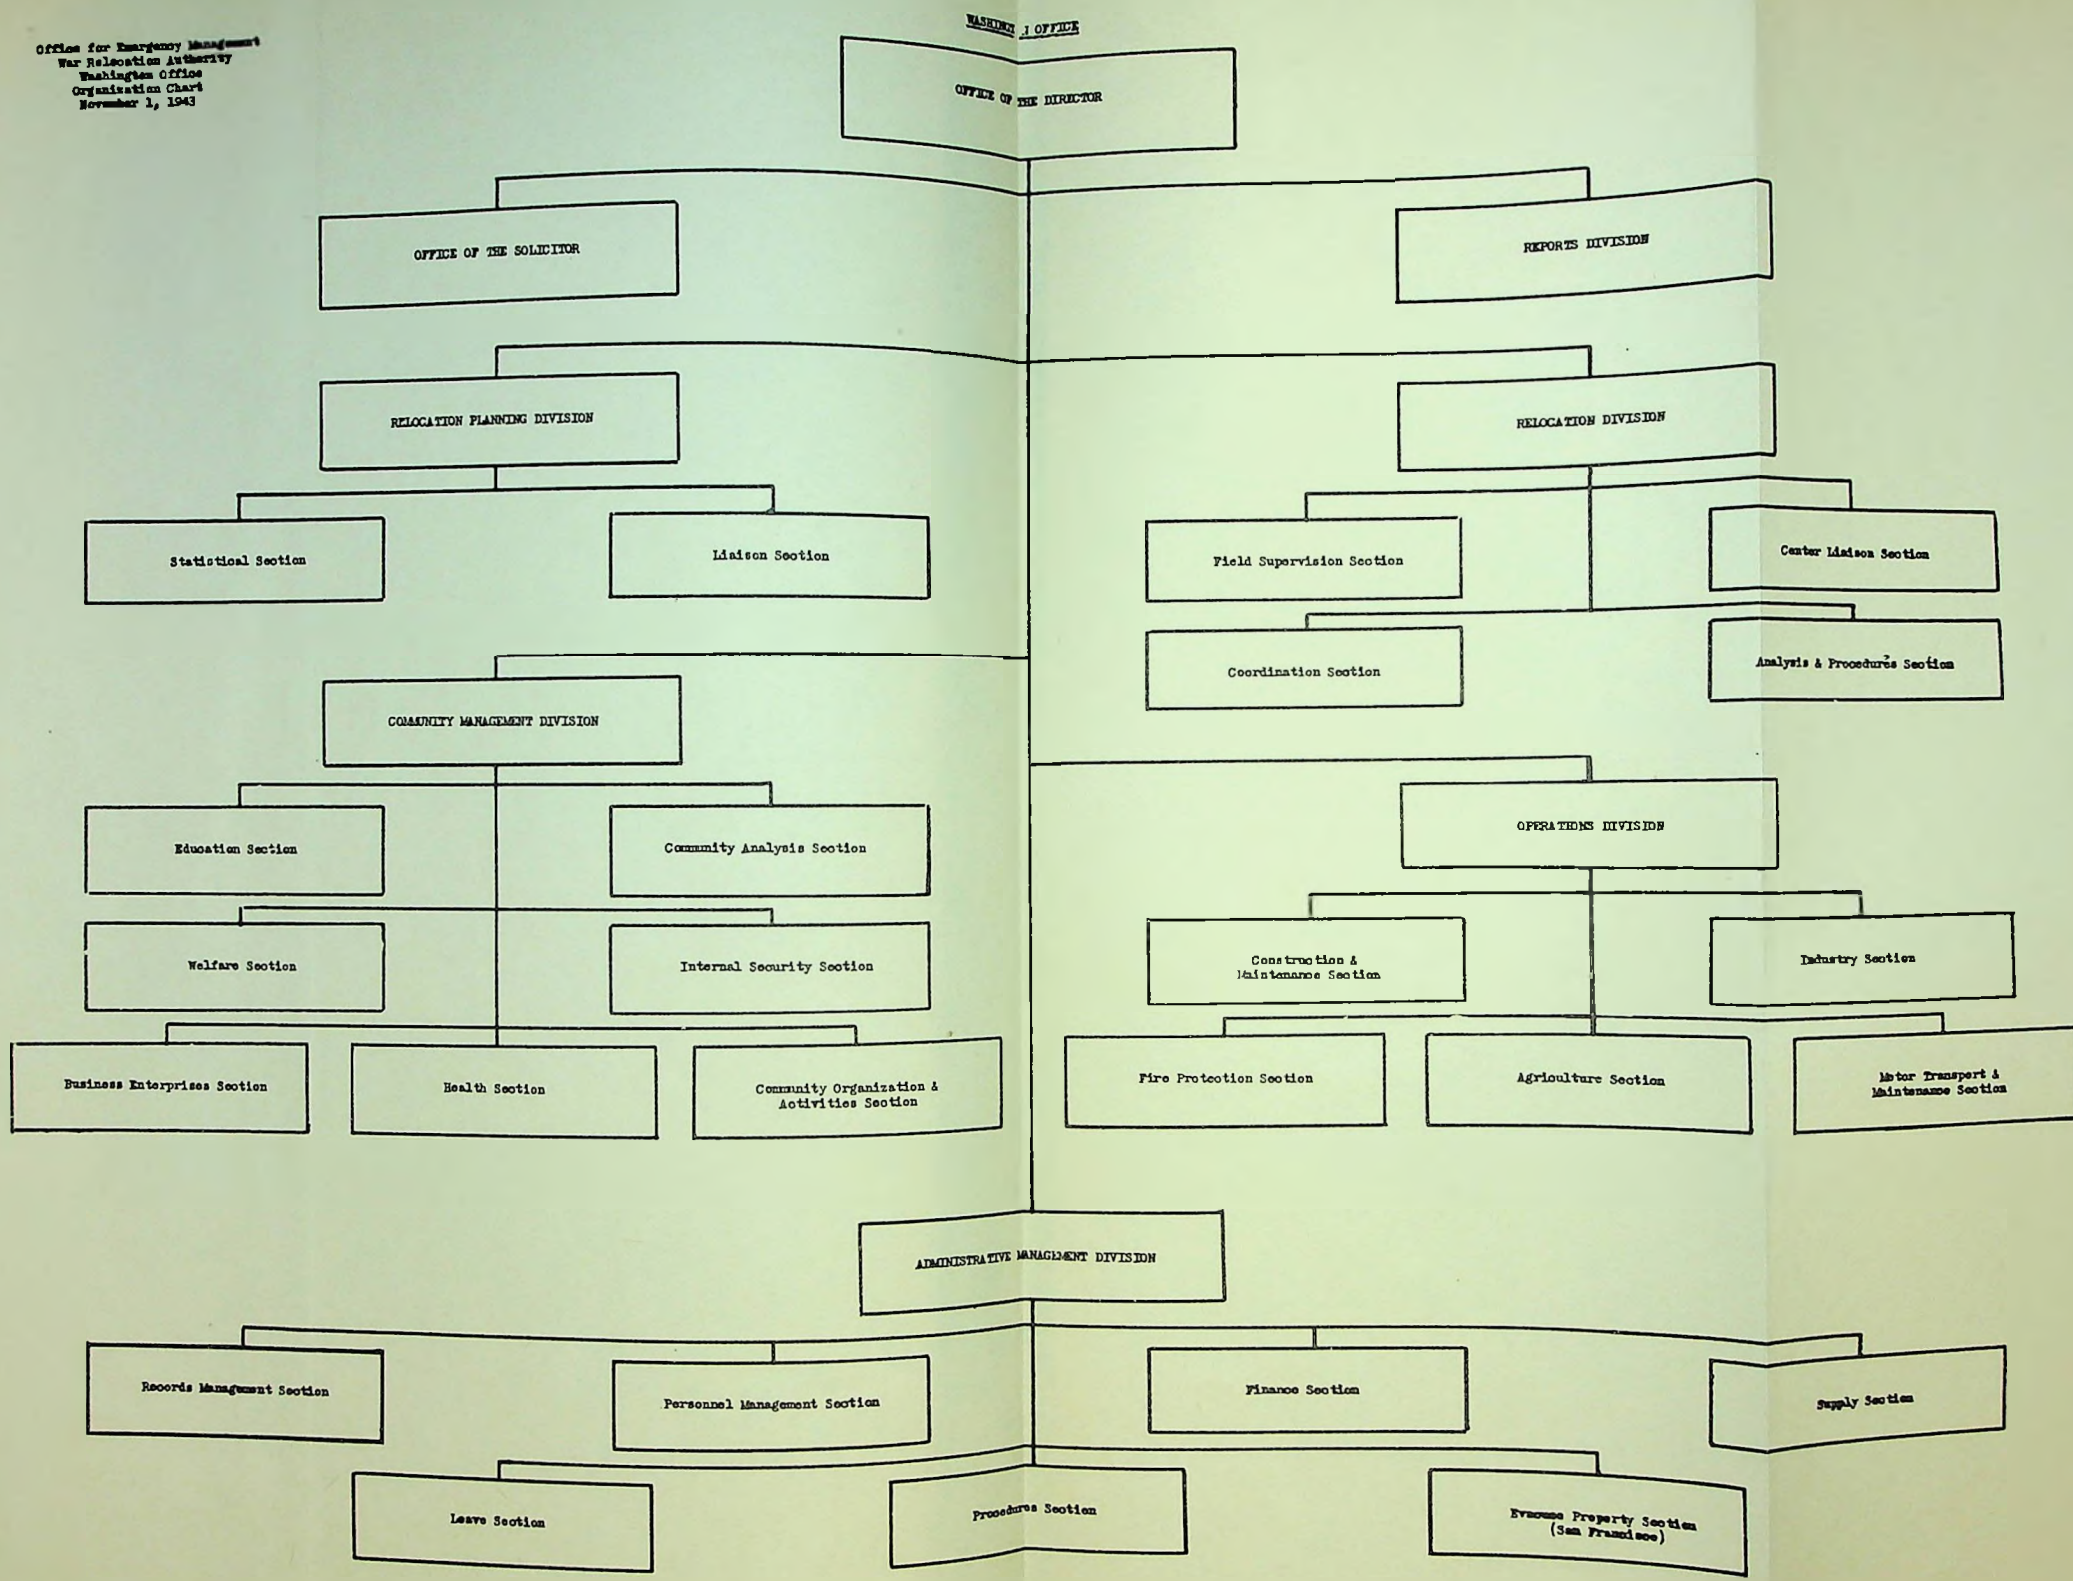 WASHINGTON OFFICE
Office for Emergency Management
War Relocation Authority
Washington Office
Organization Chart
November 1, 1943
OFFICE OF THE DIRECTOR
OFFICE OF THE SOLICITOR
REPORTS DIVISION
RELOCATION PLANNING DIVISION
RELOCATION DIVISION
Statistical Section
Liaison Section
Field Supervision Section
Center Liaison Section
Coordination Section
Analysis & Procedures Section
COMMUNITY MANAGEMENT DIVISION
OPERATIONS DIVISION
Education Section
Community Analysis Section
Welfare Section
Internal Security Section
Construction &
Maintenance Section
Industry Section
Business Enterprises Section
Health Section
Community Organization &
Activities Section
Fire Protection Section
Agriculture Section
Motor Transport &
Maintenance Section
ADMINISTRATIVE MANAGEMENT DIVISION
Records Management Section
Personnel Management Section
Finance Section
Supply Section
Leave Section
Procedures Section
Evacuee Property Section
(San Francisco)